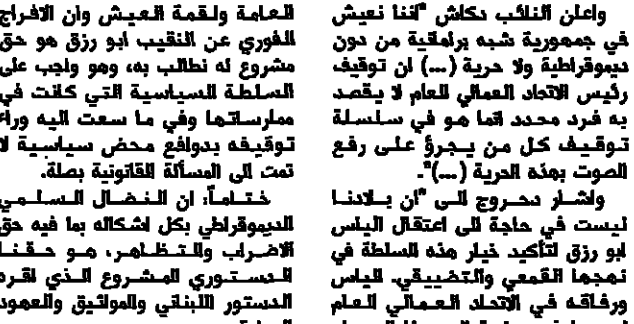 واعلن النائب دكاش "اننا نعيش
في جمهورية شبه برلمانية من دون
ديموقراطية ولا حرية (...) ان توقيف
رئيس الاتحاد العمالي العام لا يقصد
به فرد محدد انما هو في سلسلة
توقيف كل من يجرؤ على رفع
الصوت بهذه الحرية (...)".
واشار دحروج الى "ان بلادنا
ليست في حاجة الى اعتقال الياس
ابو رزق لتأكيد خيار هذه السلطة في
نهجها القمعي والتضييقي. الياس
ورفاقه في الاتحاد العمالي العام
العامة ولقمة العيش وان الافراج
الفوري عن النقيب ابو رزق هو حق
مشروع له نطالب به، وهو واجب على
السلطة السياسية التي كانت في
ممارساتها وفي ما سعت اليه وراء
توقيفه بدوافع محض سياسية لا
تمت الى المسألة القانونية بصلة.
ختاماً: ان النضال السلمي
الديموقراطي بكل اشكاله بما فيه حق
الاضراب والتظاهر، هو حقنا
الدستوري المشروع الذي اقره
الدستور اللبناني والمواثيق والعهود